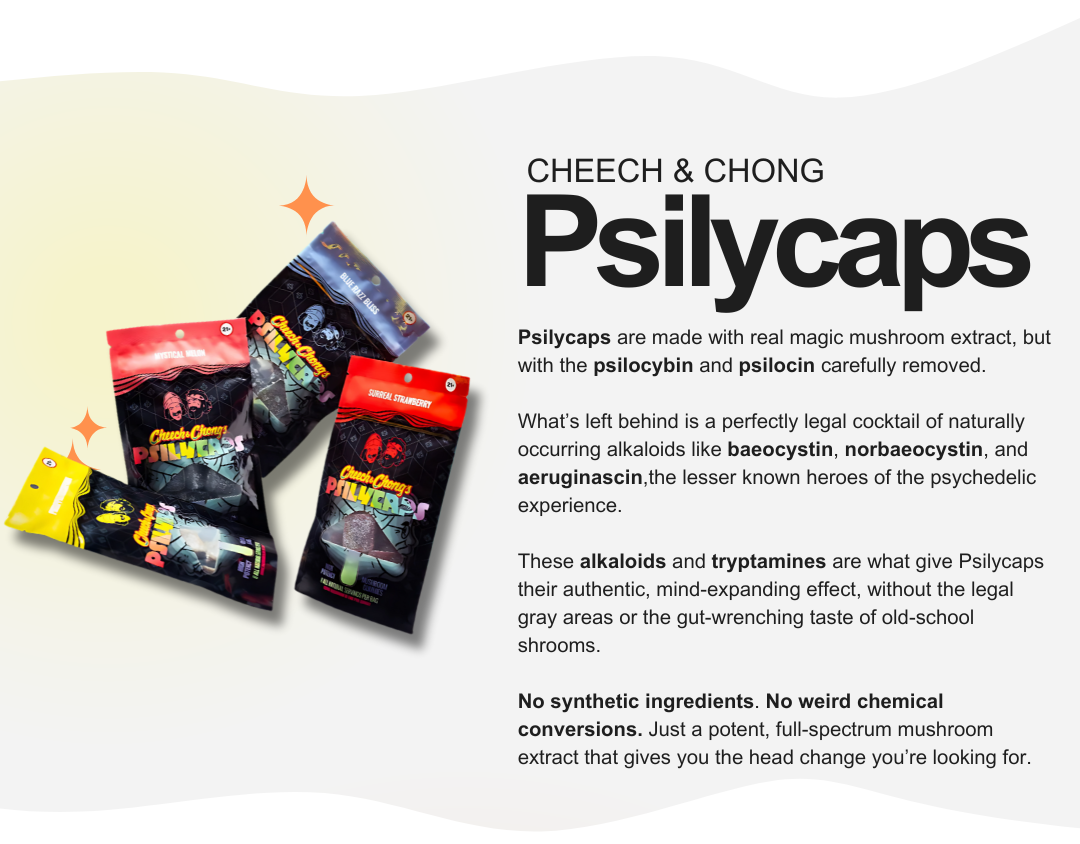 CHEECH & CHONG
Psilycaps
Psilycaps are made with real magic mushroom extract, but
with the psilocybin and psilocin carefully removed.
What’s left behind is a perfectly legal cocktail of naturally
occurring alkaloids like baeocystin, norbaeocystin, and
aeruginascin,the lesser known heroes of the psychedelic
experience.
These alkaloids and tryptamines are what give Psilycaps
their authentic, mind-expanding effect, without the legal
gray areas or the gut-wrenching taste of old-school
shrooms.
No synthetic ingredients. No weird chemical
conversions. Just a potent, full-spectrum mushroom
extract that gives you the head change you’re looking for.
BLUE RAZZ BLISS
Cheech & Chong's
21+
MYSTICAL MELON
Cheech & Chong's
PSILYCAPS
21+
SURREAL STRAWBERRY
Cheech & Chong's
PSILYCAPS